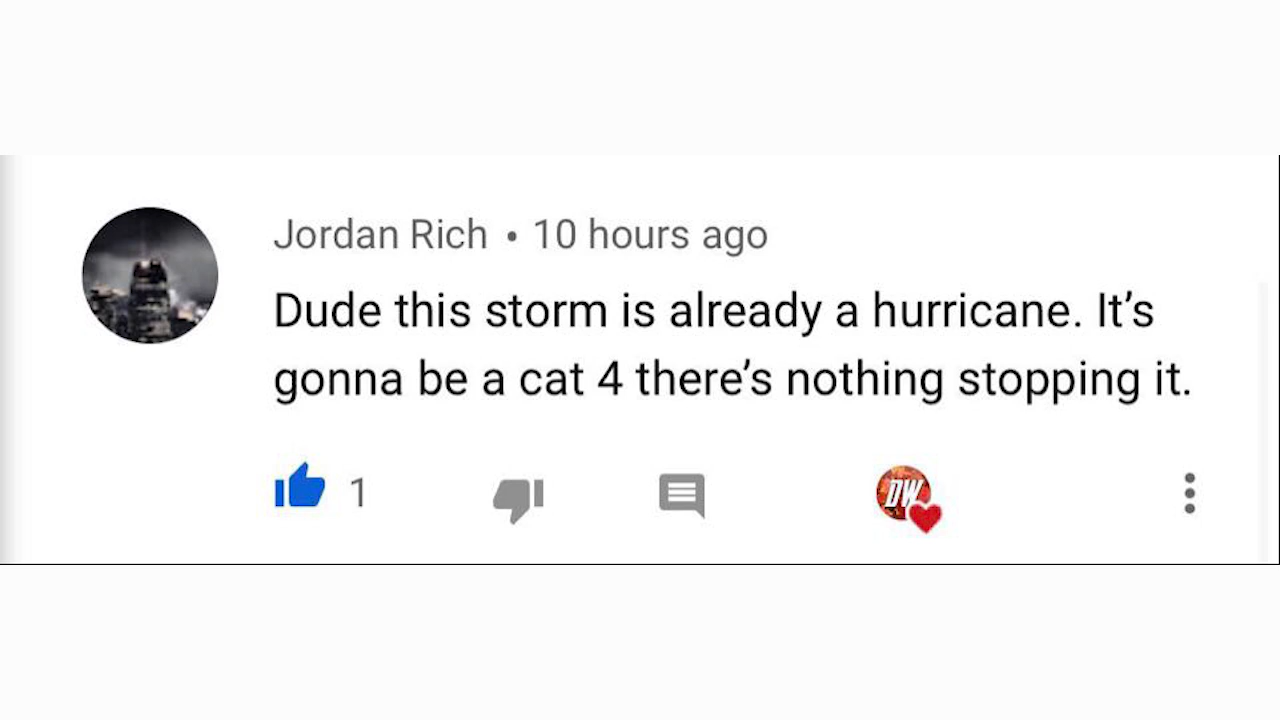 Jordan Rich • 10 hours ago
Dude this storm is already a hurricane. It’s
gonna be a cat 4 there’s nothing stopping it.
1
DW